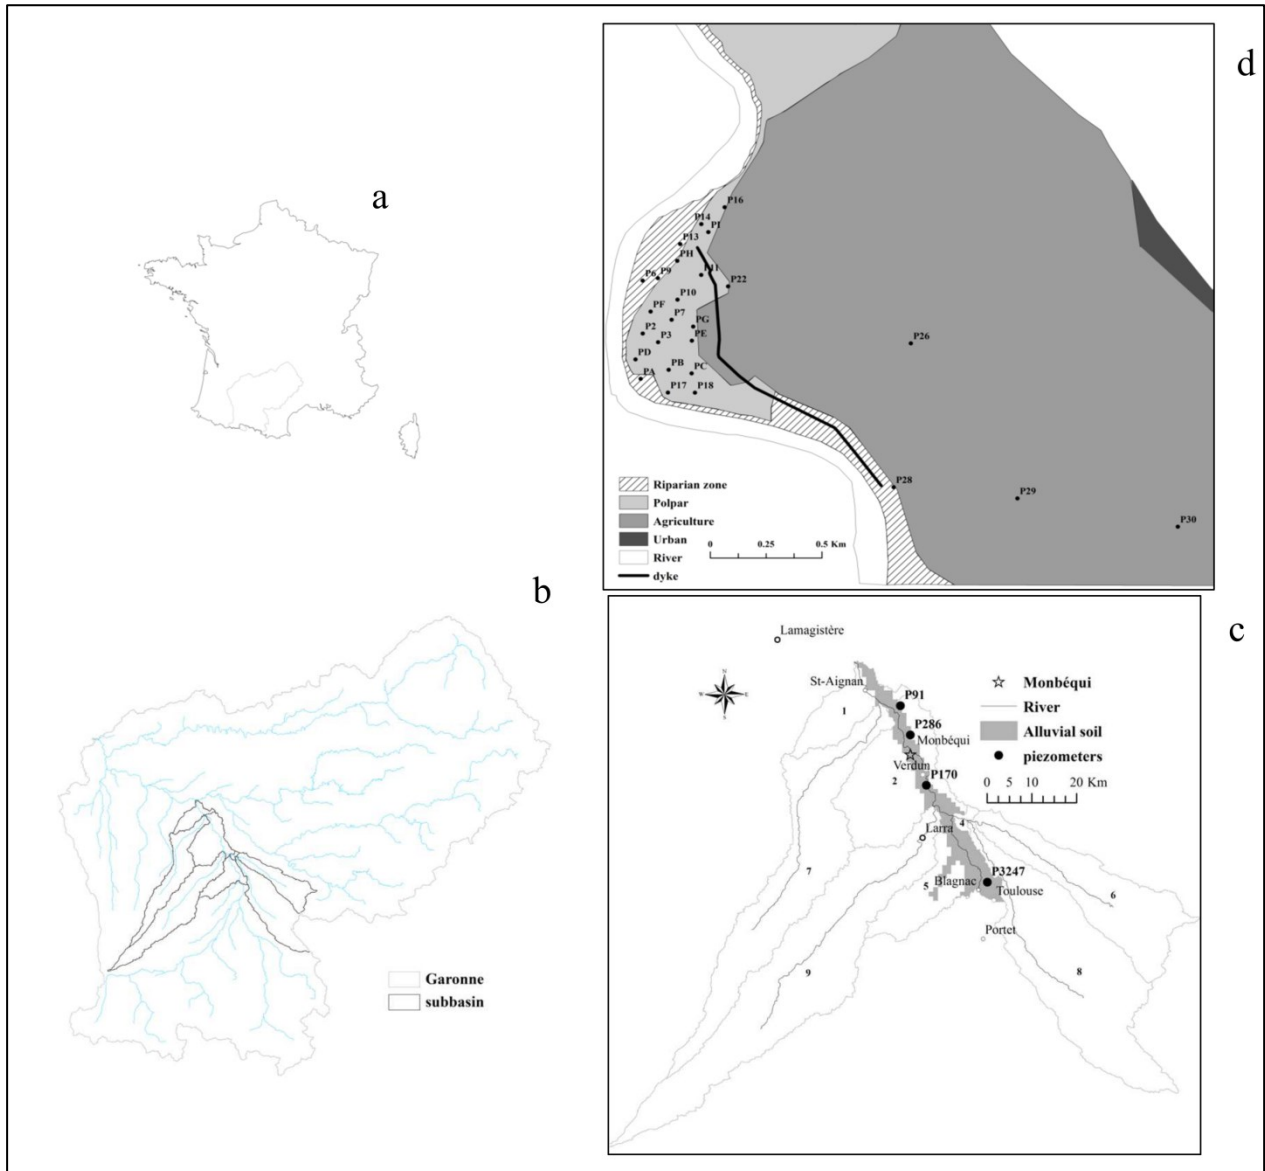 a
b
Garonne
subbasin
d
P16
P14
PI
P13
PH
P11
P6
P9
P22
P10
PF
P7
PG
P2
P3
PE
P26
PD
PB
PC
PA
P17
P18
P28
P29
P30
Riparian zone
Polpar
Agriculture
Urban
River
dyke
0 0.25 0.5 Km
c
Lamagistère
N
W E
S
St-Aignan
P91
1
P286
Monbéqui
Verdun
2
P170
4
Larra
7
5
Blagnac
P3247
Toulouse
6
Portet
9
8
Monbéqui
River
Alluvial soil
piezometers
0 5 10 20 Km